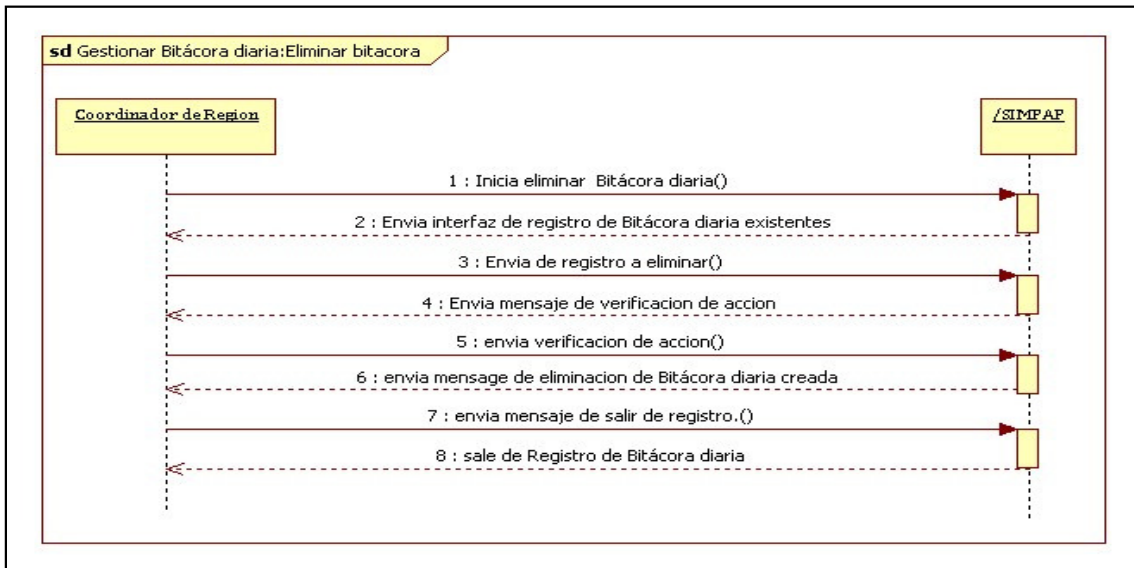 sd Gestionar Bitácora diaria:Eliminar bitacora
Coordinador de Region
/SIMPAP
1 : Inicia eliminar Bitácora diaria()
2 : Envia interfaz de registro de Bitácora diaria existentes
3 : Envia de registro a eliminar()
4 : Envia mensaje de verificacion de accion
5 : envia verificacion de accion()
6 : envia mensage de eliminacion de Bitácora diaria creada
7 : envia mensaje de salir de registro.()
8 : sale de Registro de Bitácora diaria